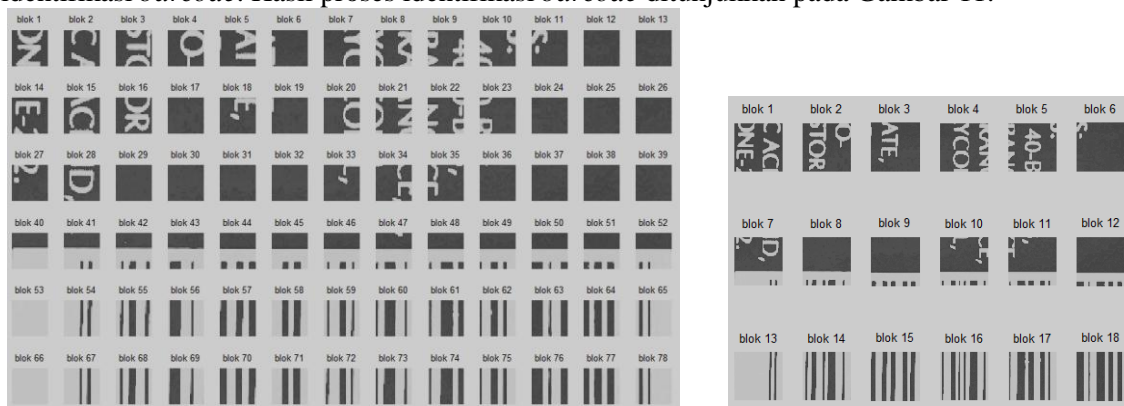 identifikasi barcode. Hasil proses identifikasi barcode ditunjukkan pada Gambar 11.
blok 1 blok 2 blok 3 blok 4 blok 5 blok 6 blok 7 blok 8 blok 9 blok 10 blok 11 blok 12 blok 13
blok 14 blok 15 blok 16 blok 17 blok 18 blok 19 blok 20 blok 21 blok 22 blok 23 blok 24 blok 25 blok 26
blok 27 blok 28 blok 29 blok 30 blok 31 blok 32 blok 33 blok 34 blok 35 blok 36 blok 37 blok 38 blok 39
blok 40 blok 41 blok 42 blok 43 blok 44 blok 45 blok 46 blok 47 blok 48 blok 49 blok 50 blok 51 blok 52
blok 53 blok 54 blok 55 blok 56 blok 57 blok 58 blok 59 blok 60 blok 61 blok 62 blok 63 blok 64 blok 65
blok 66 blok 67 blok 68 blok 69 blok 70 blok 71 blok 72 blok 73 blok 74 blok 75 blok 76 blok 77 blok 78
blok 1 blok 2 blok 3 blok 4 blok 5 blok 6
blok 7 blok 8 blok 9 blok 10 blok 11 blok 12
blok 13 blok 14 blok 15 blok 16 blok 17 blok 18